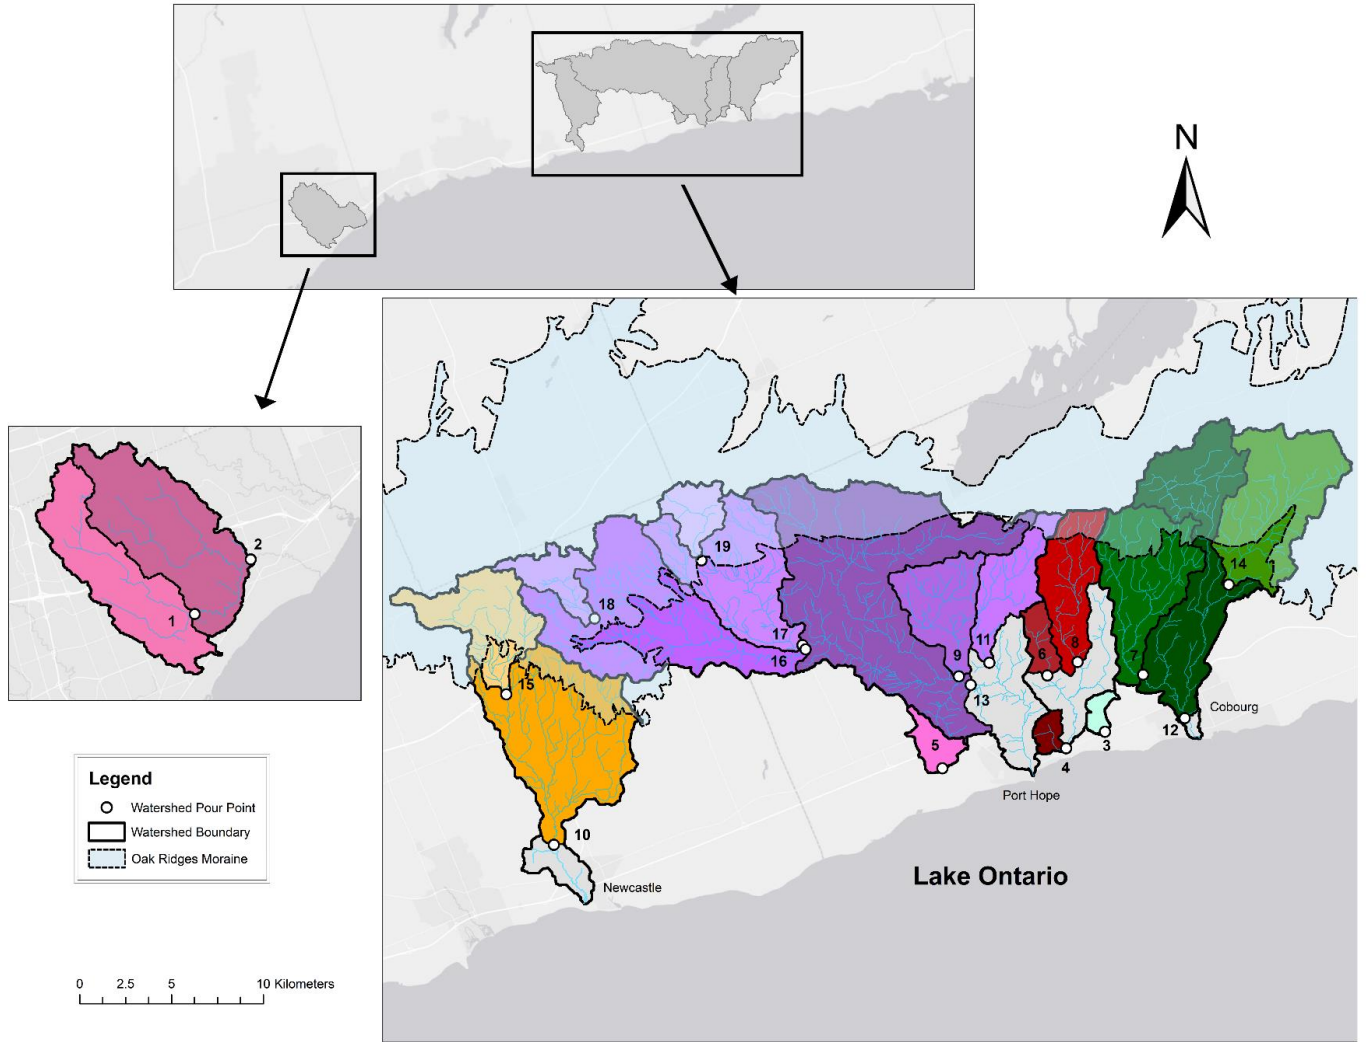 N
2
1
19
18
14
17
16
11
9
6
8
7
15
13
Cobourg
12
5
3
4
Port Hope
10
Newcastle
Lake Ontario
Legend
Watershed Pour Point
Watershed Boundary
Oak Ridges Moraine
0 2.5 5 10 Kilometers